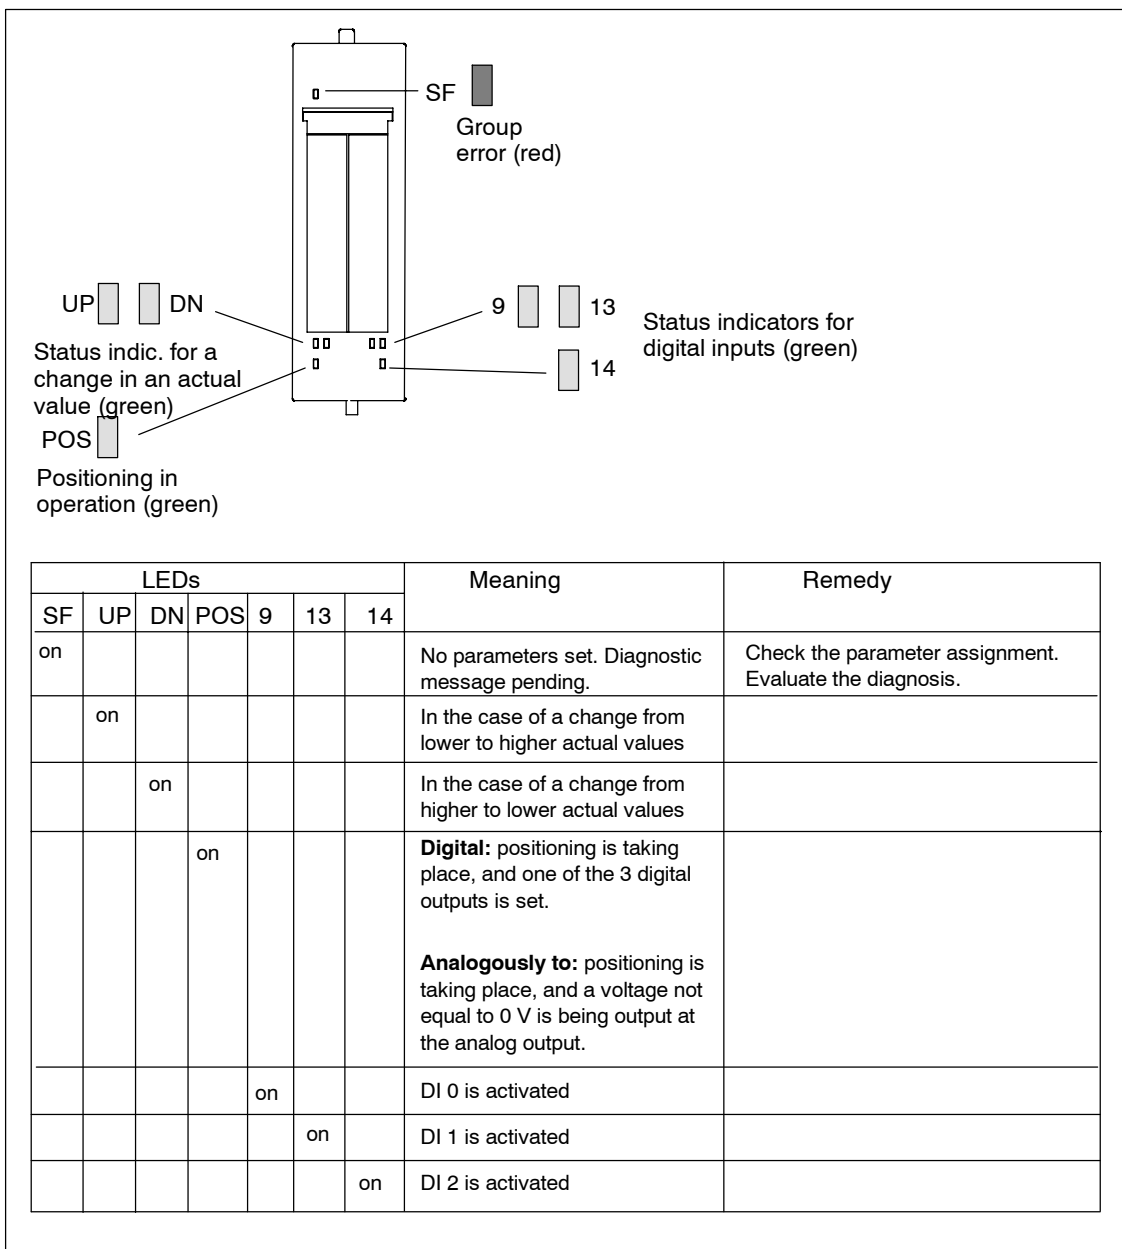 SF
Group
error (red)
UP DN
9 13
Status indicators for
digital inputs (green)
14
Status indic. for a
change in an actual
value (green)
POS
Positioning in
operation (green)
LEDs Meaning Remedy
SF UP DN POS 9 13 14
on No parameters set. Diagnostic Check the parameter assignment.
message pending. Evaluate the diagnosis.
on In the case of a change from
lower to higher actual values
on In the case of a change from
higher to lower actual values
on Digital: positioning is taking
place, and one of the 3 digital
outputs is set.
Analogously to: positioning is
taking place, and a voltage not
equal to 0 V is being output at
the analog output.
on DI 0 is activated
on DI 1 is activated
on DI 2 is activated